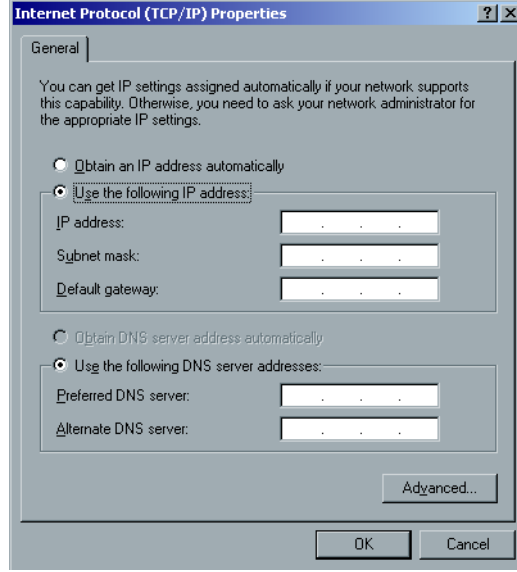 Internet Protocol (TCP/IP) Properties
General
You can get IP settings assigned automatically if your network supports
this capability. Otherwise, you need to ask your network administrator for
the appropriate IP settings.
Obtain an IP address automatically
Use the following IP address:
IP address:
Subnet mask:
Default gateway:
Obtain DNS server address automatically
Use the following DNS server addresses:
Preferred DNS server:
Alternate DNS server:
Advanced...
OK Cancel